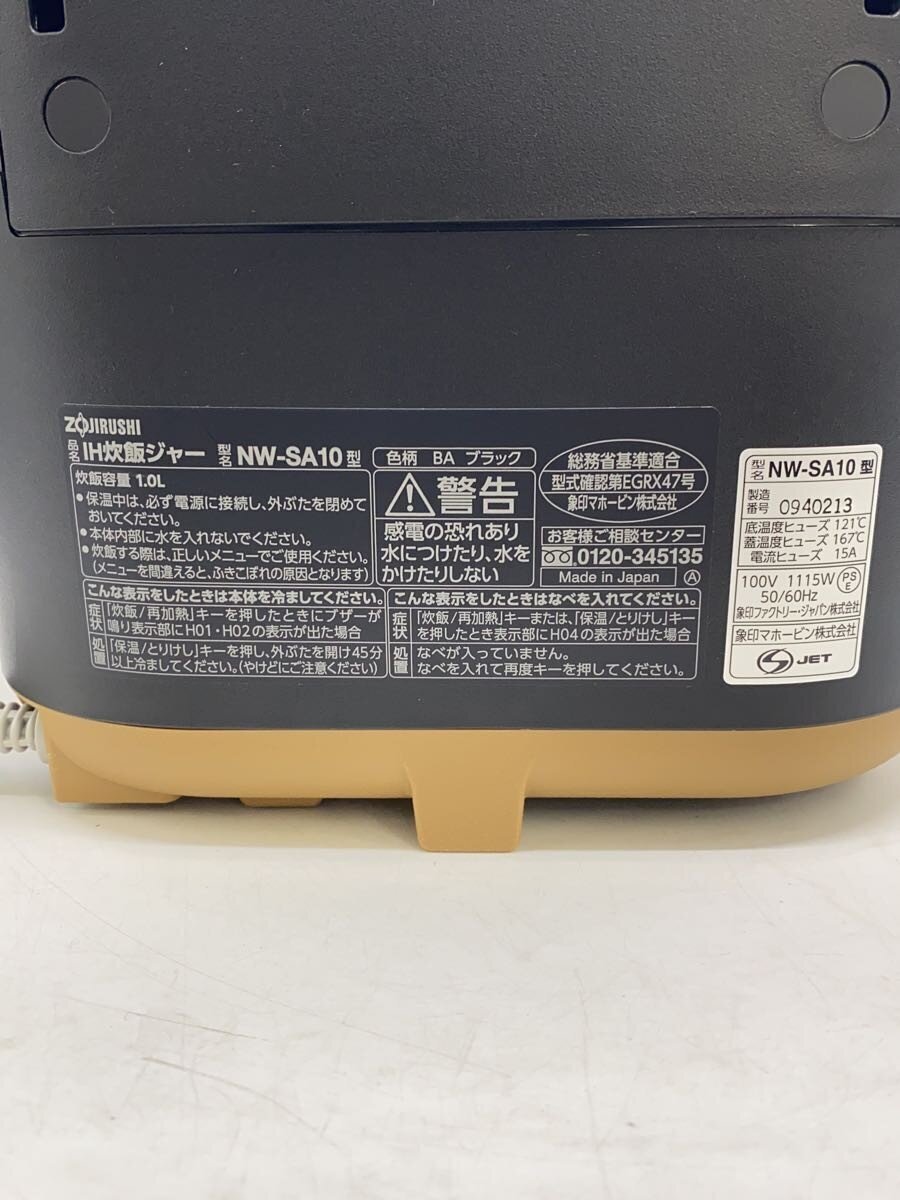 ZOJIRUSHI
品名 IH炊飯ジャー 型名 NW-SA10型
炊飯容量 1.0L
•保温中は、必ず電源に接続し、外ぶたを閉めて
おいてください。
•本体内部に水を入れないでください。
•炊飯する際は、正しいメニューでご使用ください。
(メニューを間違えると、ふきこぼれの原因となります)
色柄 BA ブラック
警告
感電の恐れあり
水につけたり、水を
かけたりしない
総務省基準適合
型式確認第EGRX47号
象印マホービン株式会社
お客様ご相談センター
0120-345135
Made in Japan Ⓐ
こんな表示をしたときは本体を冷ましてください。
症状 「炊飯/再加熱」キーを押したときにブザーが
鳴り表示部にH01・H02の表示が出た場合
処置 「保温/とりけし」キーを押し、外ぶたを開け45分
以上冷ましてください。(やけどにご注意ください)
こんな表示をしたときはなべを入れてください。
症状 「炊飯/再加熱」キーまたは、「保温/とりけし」キー
を押したとき表示部にH04の表示が出た場合
処置 なべが入っていません。
なべを入れて再度キーを押してください。
型名 NW-SA10型
製造番号 0940213
底温度ヒューズ 121℃
蓋温度ヒューズ 167℃
電流ヒューズ 15A
100V 1115W PSE
50/60Hz
象印ファクトリー・ジャパン株式会社
象印マホービン株式会社
JET